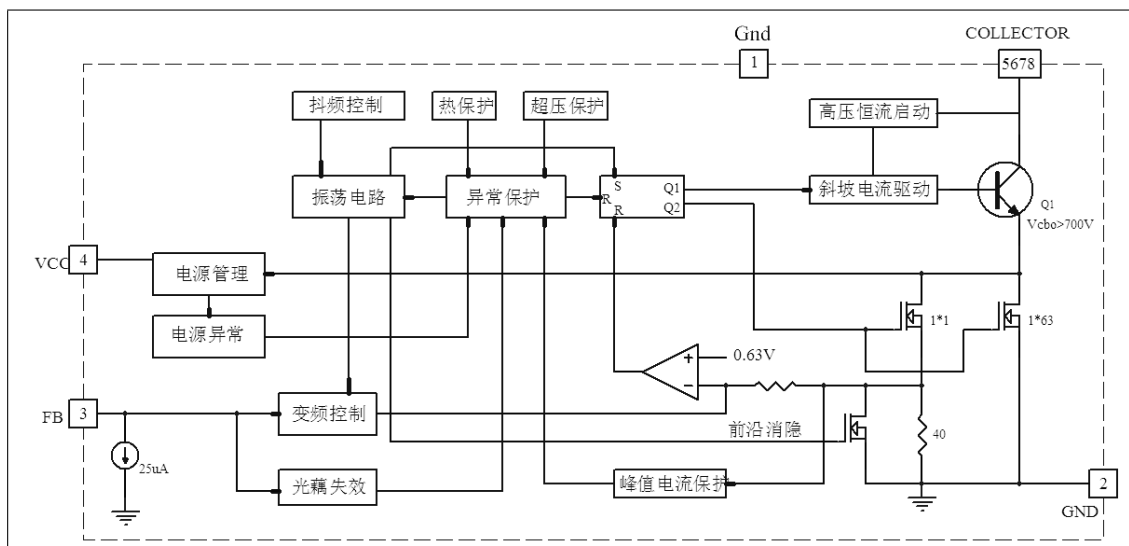 Gnd
COLLECTOR
1
5678
抖频控制
热保护
超压保护
高压恒流启动
振荡电路
异常保护
S
R
R
Q1
Q2
斜坡电流驱动
Q1
Vcbo>700V
VCC
4
电源管理
电源异常
1*1
1*63
0.63V
+
−
FB
3
变频控制
前沿消隐
40
25uA
光藕失效
峰值电流保护
2
GND